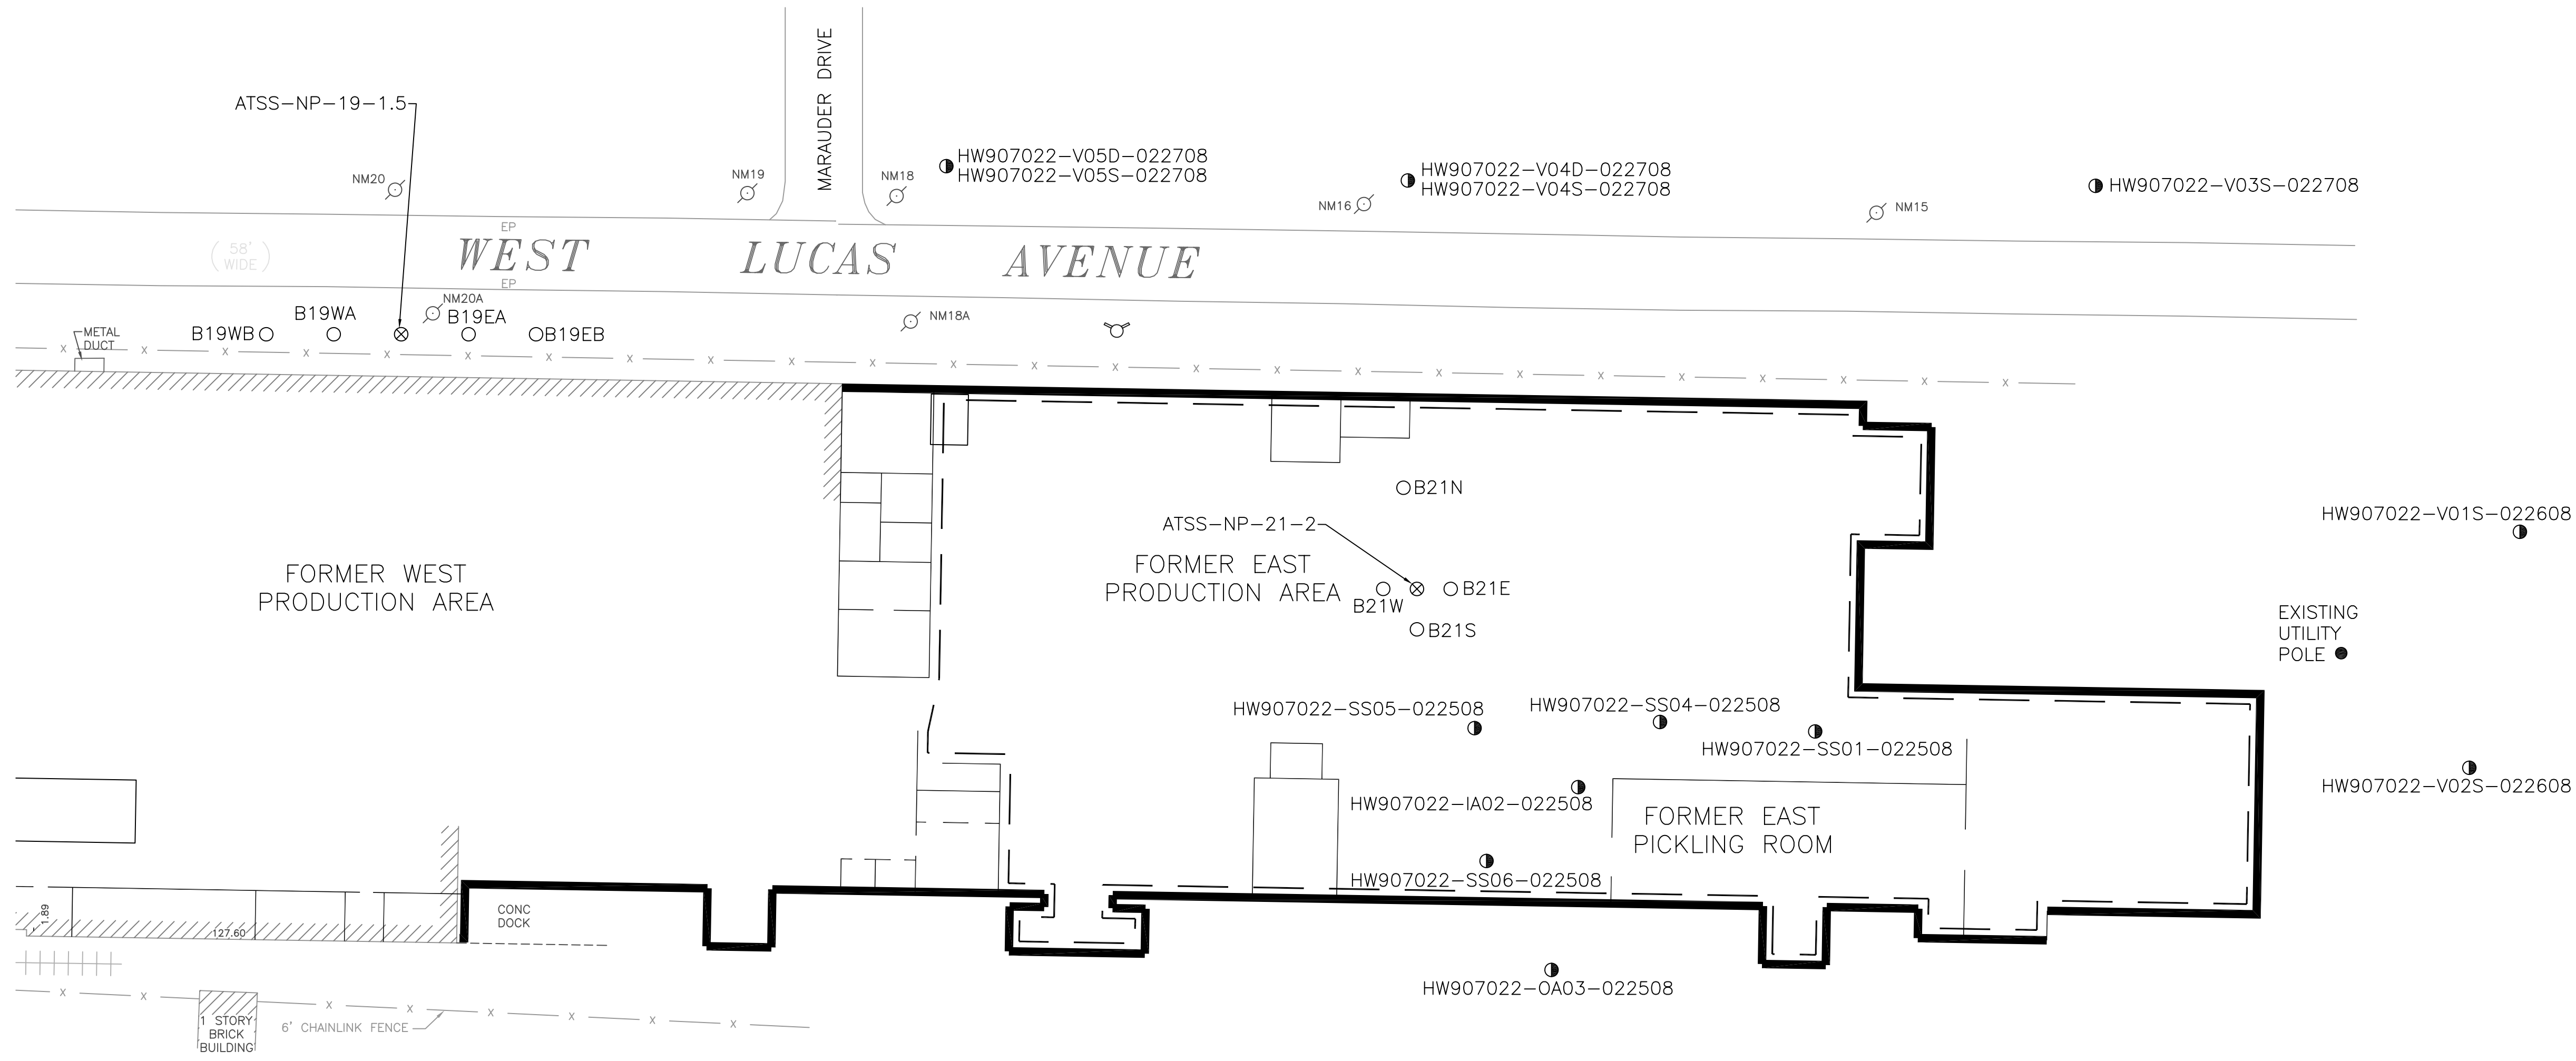 MARAUDER DRIVE
ATSS-NP-19-1.5
HW907022-V05D-022708
HW907022-V05S-022708
HW907022-V04D-022708
HW907022-V04S-022708
HW907022-V03S-022708
NM20
NM19
NM18
NM16
NM15
EP
(58'
WIDE)
WEST LUCAS AVENUE
EP
NM20A
B19WB
B19WA
B19EA
B19EB
NM18A
METAL
DUCT
X X X X X X X X X X X X X X X X X X X X X X X X X
B21N
ATSS-NP-21-2
FORMER EAST
PRODUCTION AREA
B21W
B21E
B21S
FORMER WEST
PRODUCTION AREA
HW907022-V01S-022608
EXISTING
UTILITY
POLE
HW907022-SS05-022508
HW907022-SS04-022508
HW907022-SS01-022508
HW907022-V02S-022608
HW907022-IA02-022508
FORMER EAST
PICKLING ROOM
HW907022-SS06-022508
1.89
127.60
CONC
DOCK
HW907022-OA03-022508
X X X X X X X X
1 STORY
BRICK
BUILDING
6' CHAINLINK FENCE